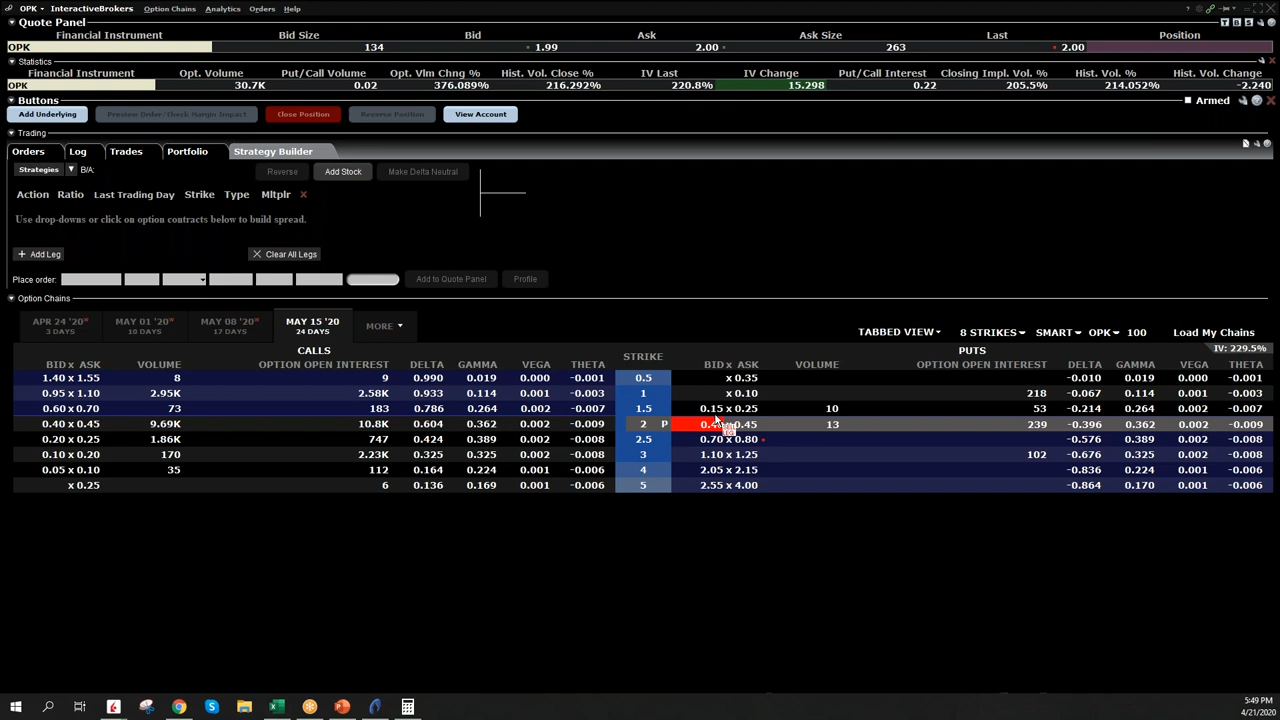 OPK InteractiveBrokers Option Chains Analytics Orders Help
Quote Panel
Financial Instrument Bid Size Bid Ask Ask Size Last Position
OPK 134 1.99 2.00 263 2.00
Statistics
Financial Instrument Opt. Volume Put/Call Volume Opt. Vlm Chng % Hist. Vol. Close % IV Last IV Change Put/Call Interest Closing Impl. Vol. % Hist. Vol. % Hist. Vol. Change
OPK 30.7K 0.02 376.089% 216.292% 220.8% 15.298 0.22 205.5% 214.052% -2.240
Buttons Armed
Add Underlying Preview Order/Check Margin Impact Close Position Reverse Position View Account
Trading
Orders Log Trades Portfolio Strategy Builder
Strategies B/A: Reverse Add Stock Make Delta Neutral
Action Ratio Last Trading Day Strike Type Mltplr X
Use drop-downs or click on option contracts below to build spread.
+ Add Leg X Clear All Legs
Place order: Add to Quote Panel Profile
Option Chains
APR 24 '20 MAY 01 '20 MAY 08 '20 MAY 15 '20 MORE
3 DAYS 10 DAYS 17 DAYS 24 DAYS
TABBED VIEW 8 STRIKES SMART OPK 100 Load My Chains
CALLS PUTS IV: 229.5%
BID x ASK VOLUME OPTION OPEN INTEREST DELTA GAMMA VEGA THETA STRIKE BID x ASK VOLUME OPTION OPEN INTEREST DELTA GAMMA VEGA THETA
1.40 x 1.55 8 9 0.990 0.019 0.000 -0.001 0.5 x 0.35 -0.010 0.019 0.000 -0.001
0.95 x 1.10 2.95K 2.58K 0.933 0.114 0.001 -0.003 1 x 0.10 218 -0.067 0.114 0.001 -0.003
0.60 x 0.70 73 183 0.786 0.264 0.002 -0.007 1.5 0.15 x 0.25 10 53 -0.214 0.264 0.002 -0.007
0.40 x 0.45 9.69K 10.8K 0.604 0.362 0.002 -0.009 2 P 0.45 13 239 -0.396 0.362 0.002 -0.009
0.20 x 0.25 1.86K 747 0.424 0.389 0.002 -0.008 2.5 0.70 x 0.80 -0.576 0.389 0.002 -0.008
0.10 x 0.20 170 2.23K 0.325 0.325 0.002 -0.008 3 1.10 x 1.25 102 -0.676 0.325 0.002 -0.008
0.05 x 0.10 35 112 0.164 0.224 0.001 -0.006 4 2.05 x 2.15 -0.836 0.224 0.001 -0.006
x 0.25 6 0.136 0.169 0.001 -0.006 5 2.55 x 4.00 -0.864 0.170 0.001 -0.006
5:49 PM
4/21/2020